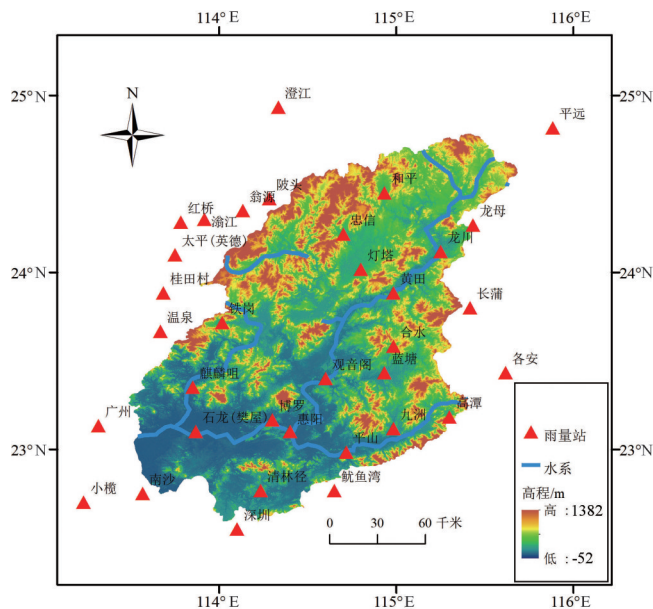 114° E
115° E
116° E
25° N
25° N
N
澄江
平远
陂头
和平
翁源
红桥
滃江
忠信
龙母
太平(英德)
龙川
灯塔
桂田村
黄田
24° N
24° N
长蒲
铁岗
温泉
合水
观音阁
蓝塘
各安
麒麟咀
高潭
博罗
广州
石龙(樊屋)
惠阳
九洲
平山
23° N
23° N
小榄
南沙
清林径
鱿鱼湾
深圳
0 30 60 千米
雨量站
水系
高程/m
高 : 1382
低 : -52
114° E
115° E
116° E